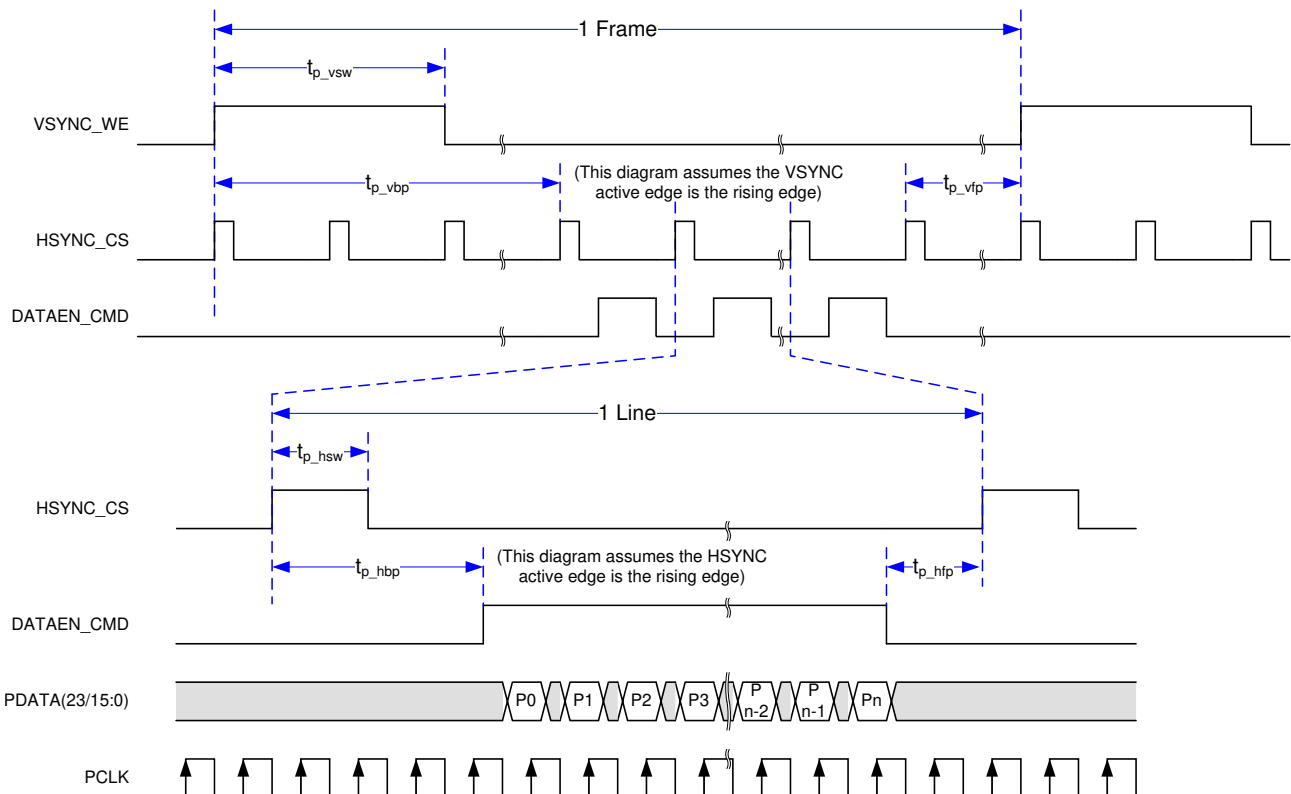 1 Frame
tp_vsw
VSYNC_WE
(This diagram assumes the VSYNC
active edge is the rising edge)
tp_vbp
tp_vfp
HSYNC_CS
DATAEN_CMD
1 Line
tp_hsw
HSYNC_CS
(This diagram assumes the HSYNC
active edge is the rising edge)
tp_hbp
tp_hfp
DATAEN_CMD
PDATA(23/15:0)
P0
P1
P2
P3
P
n-2
P
n-1
Pn
PCLK